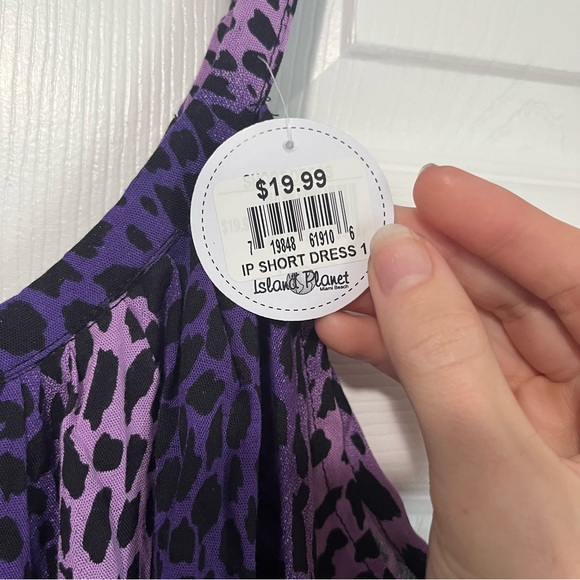 $19.99
7 19848 61910 6
IP SHORT DRESS 1
Island Planet
Miami Beach